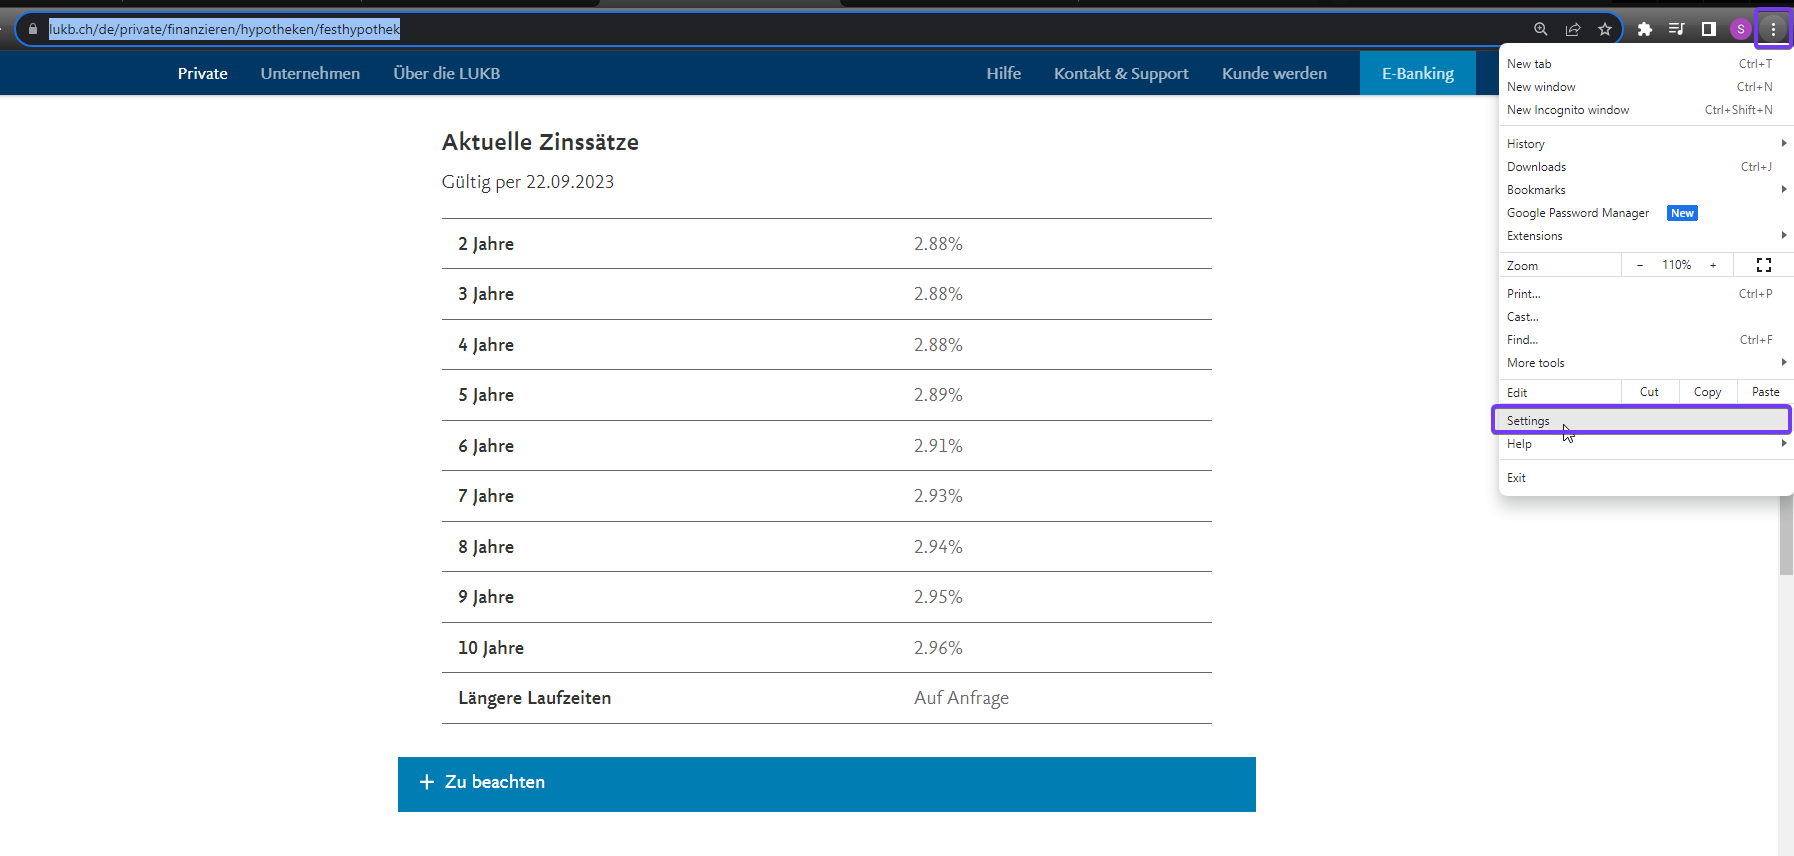 lukb.ch/de/private/finanzieren/hypotheken/festhypothek
S
Private Unternehmen Über die LUKB Hilfe Kontakt & Support Kunde werden E-Banking
Aktuelle Zinssätze
Gültig per 22.09.2023
2 Jahre 2.88%
3 Jahre 2.88%
4 Jahre 2.88%
5 Jahre 2.89%
6 Jahre 2.91%
7 Jahre 2.93%
8 Jahre 2.94%
9 Jahre 2.95%
10 Jahre 2.96%
Längere Laufzeiten Auf Anfrage
+ Zu beachten
New tab Ctrl+T
New window Ctrl+N
New Incognito window Ctrl+Shift+N
History
Downloads Ctrl+J
Bookmarks
Google Password Manager New
Extensions
Zoom - 110% +
Print... Ctrl+P
Cast...
Find... Ctrl+F
More tools
Edit Cut Copy Paste
Settings
Help
Exit